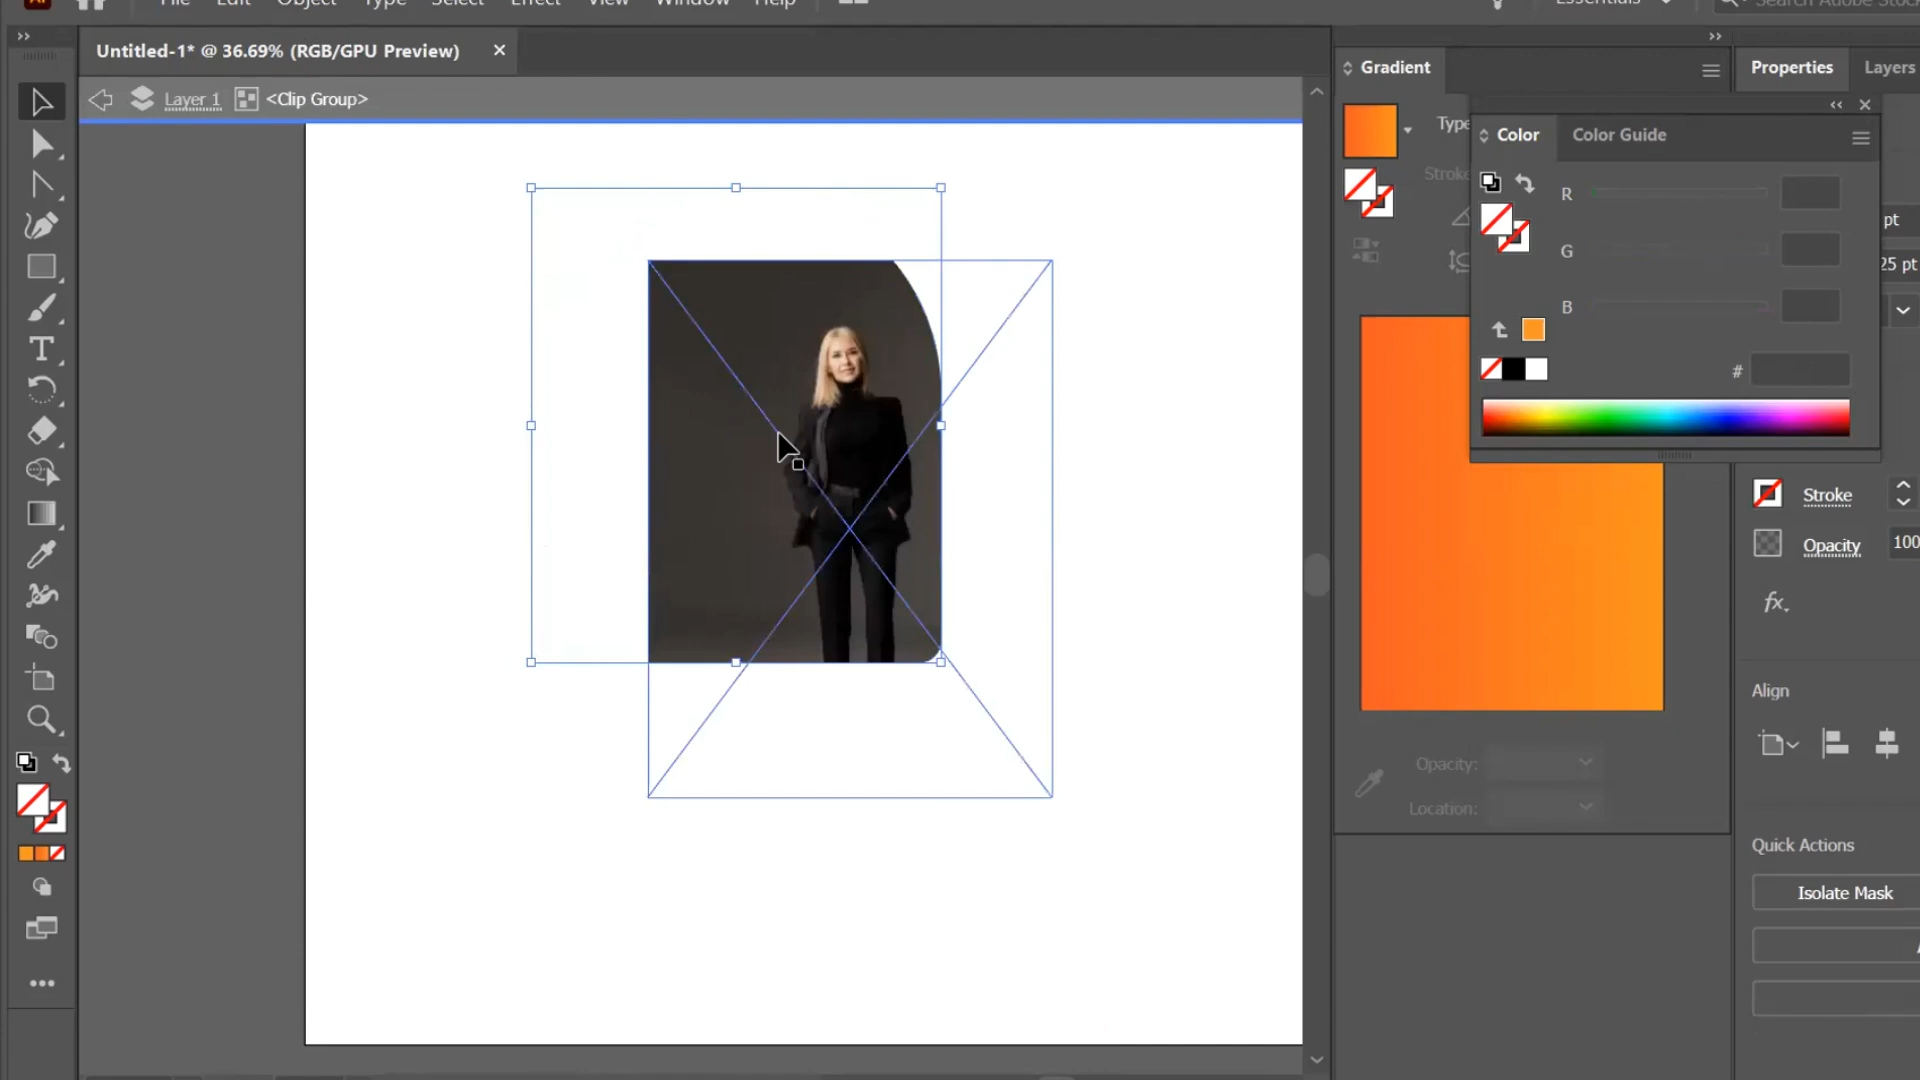 File Edit Object Type Select Effect View Window Help
Essentials
Search Adobe Stock
Untitled-1* @ 36.69% (RGB/GPU Preview)
Layer 1 <Clip Group>
Gradient
Type
Stroke
Color
Color Guide
R
G
B
#
Opacity:
Location:
Properties
Layers
pt
25 pt
Stroke
Opacity
100
fx
Align
Quick Actions
Isolate Mask